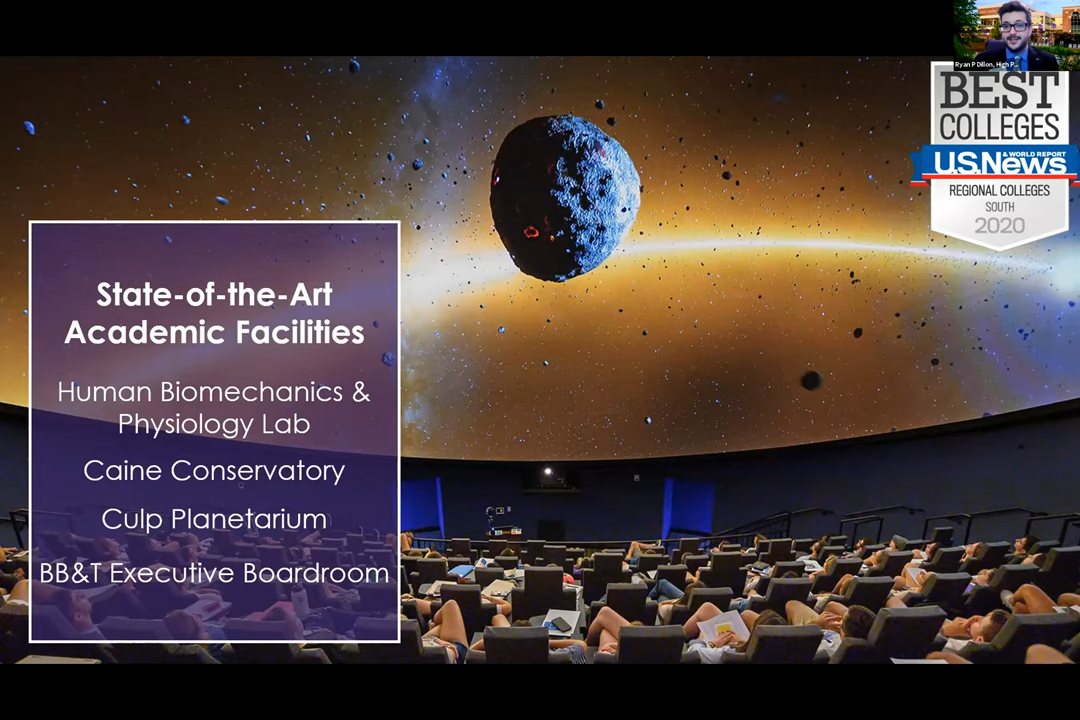 Ryan P Dillon, High P...
BEST
COLLEGES
U.S.News
& WORLD REPORT
REGIONAL COLLEGES
SOUTH
2020
State-of-the-Art
Academic Facilities
Human Biomechanics &
Physiology Lab
Caine Conservatory
Culp Planetarium
BB&T Executive Boardroom